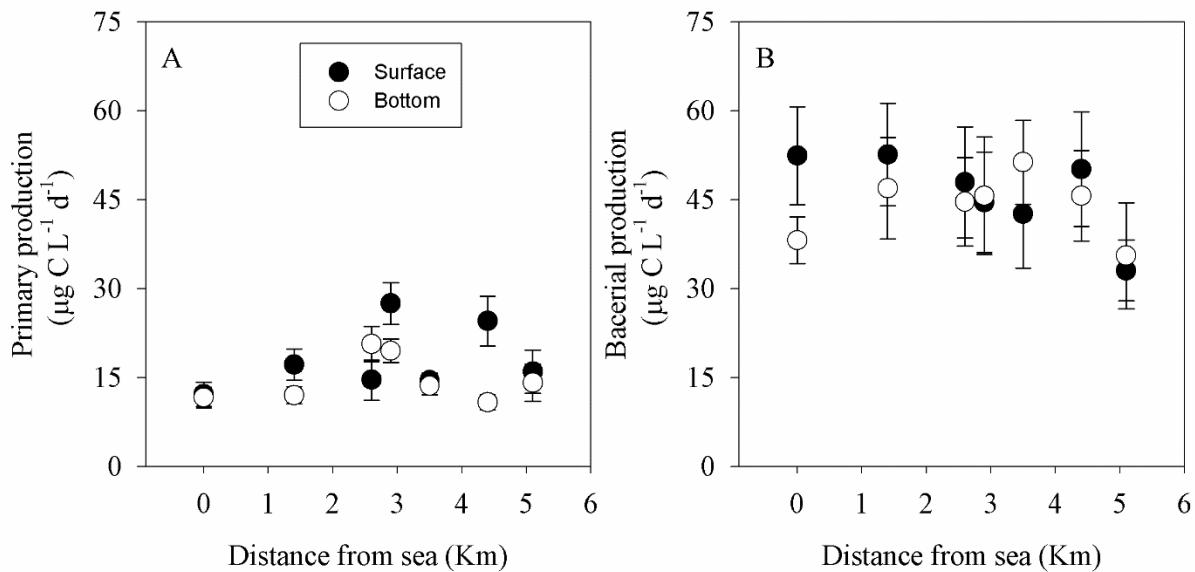 A
Surface
Bottom
Primary production
(µg C L⁻¹ d⁻¹)
75
60
45
30
15
0
0 1 2 3 4 5 6
Distance from sea (Km)
B
Bacerial production
(µg C L⁻¹ d⁻¹)
75
60
45
30
15
0
0 1 2 3 4 5 6
Distance from sea (Km)